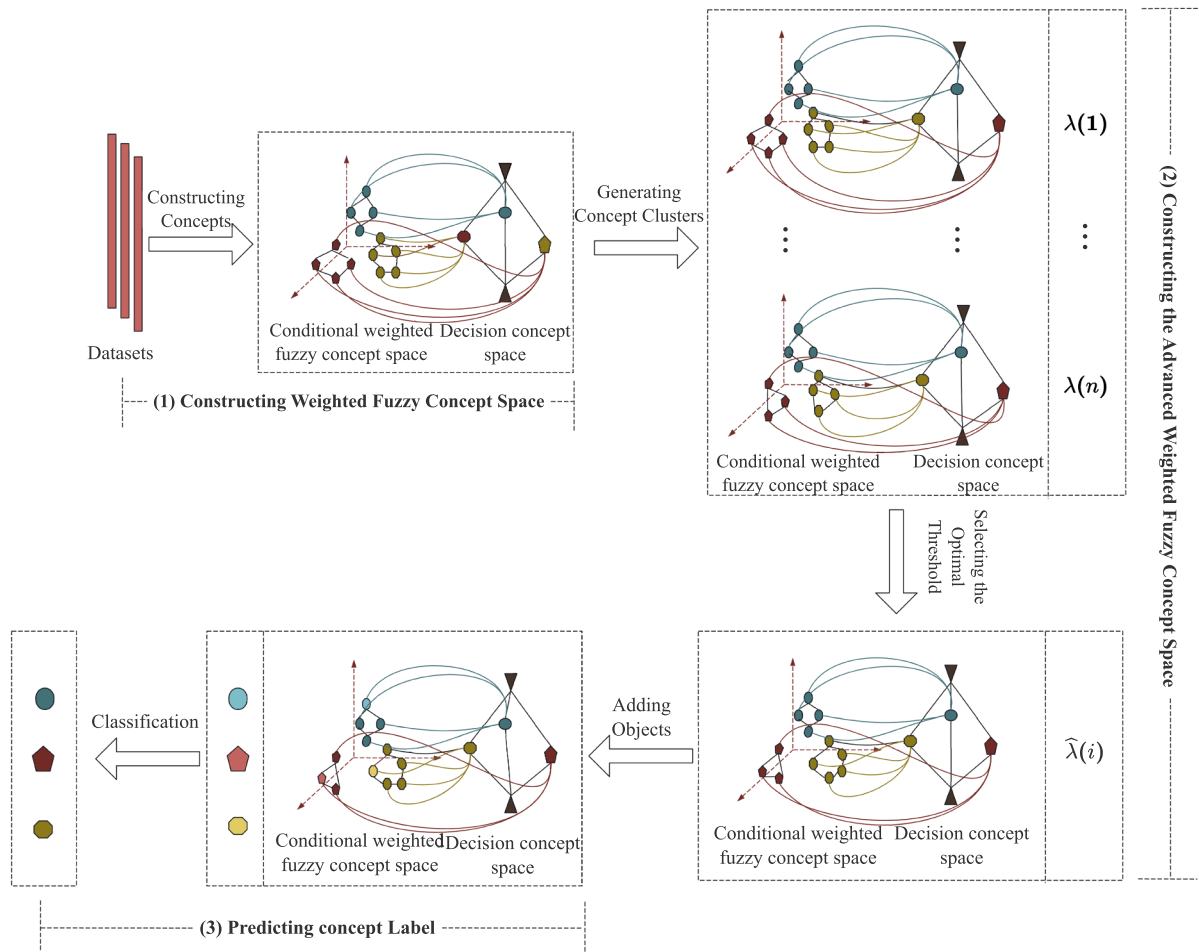 Constructing
Concepts
Datasets
Conditional weighted
fuzzy concept space
Decision concept
space
(1) Constructing Weighted Fuzzy Concept Space
Generating
Concept Clusters
λ(1)
λ(n)
Conditional weighted
fuzzy concept space
Decision concept
space
(2) Constructing the Advanced Weighted Fuzzy Concept Space
Selecting the
Optimal
Threshold
λ̂(i)
Conditional weighted
fuzzy concept space
Decision concept
space
Adding
Objects
Conditional weighted
fuzzy concept space
Decision concept
space
Classification
(3) Predicting concept Label